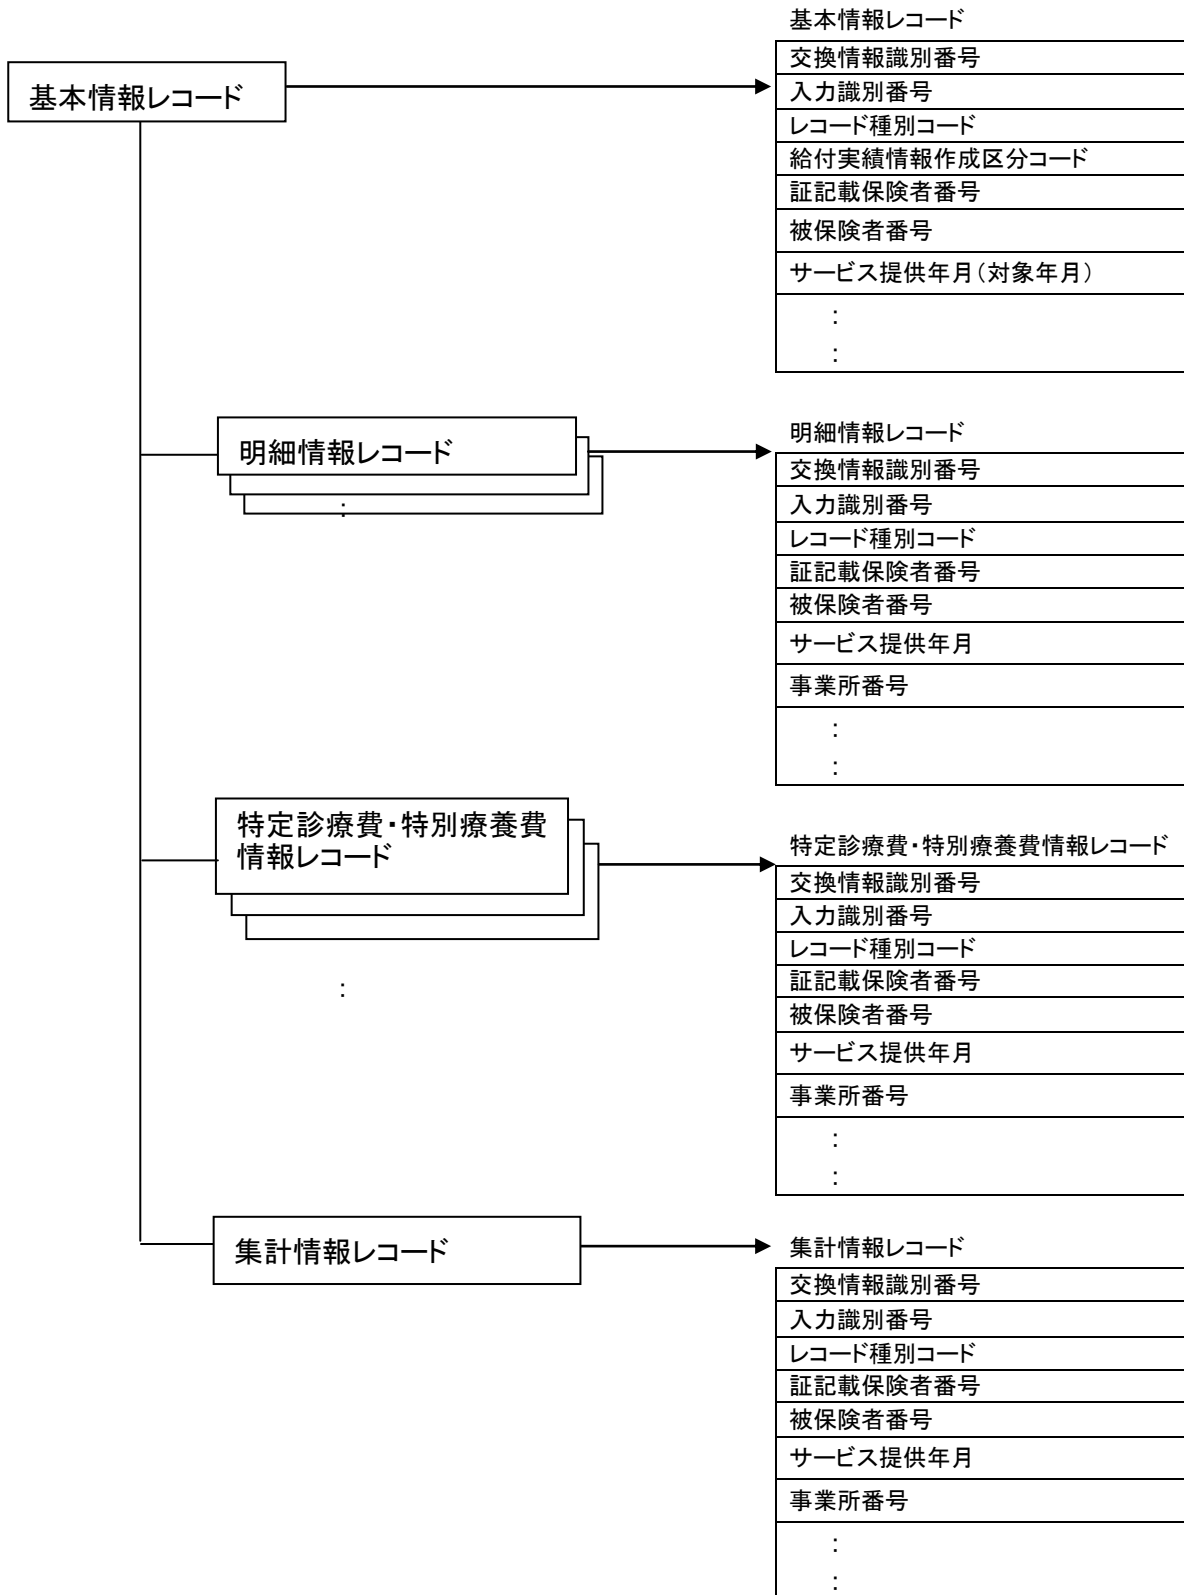 基本情報レコード
基本情報レコード
交換情報識別番号
入力識別番号
レコード種別コード
給付実績情報作成区分コード
証記載保険者番号
被保険者番号
サービス提供年月(対象年月)
:
:
明細情報レコード
:
明細情報レコード
交換情報識別番号
入力識別番号
レコード種別コード
証記載保険者番号
被保険者番号
サービス提供年月
事業所番号
:
:
特定診療費・特別療養費
情報レコード
:
特定診療費・特別療養費情報レコード
交換情報識別番号
入力識別番号
レコード種別コード
証記載保険者番号
被保険者番号
サービス提供年月
事業所番号
:
:
集計情報レコード
集計情報レコード
交換情報識別番号
入力識別番号
レコード種別コード
証記載保険者番号
被保険者番号
サービス提供年月
事業所番号
:
: